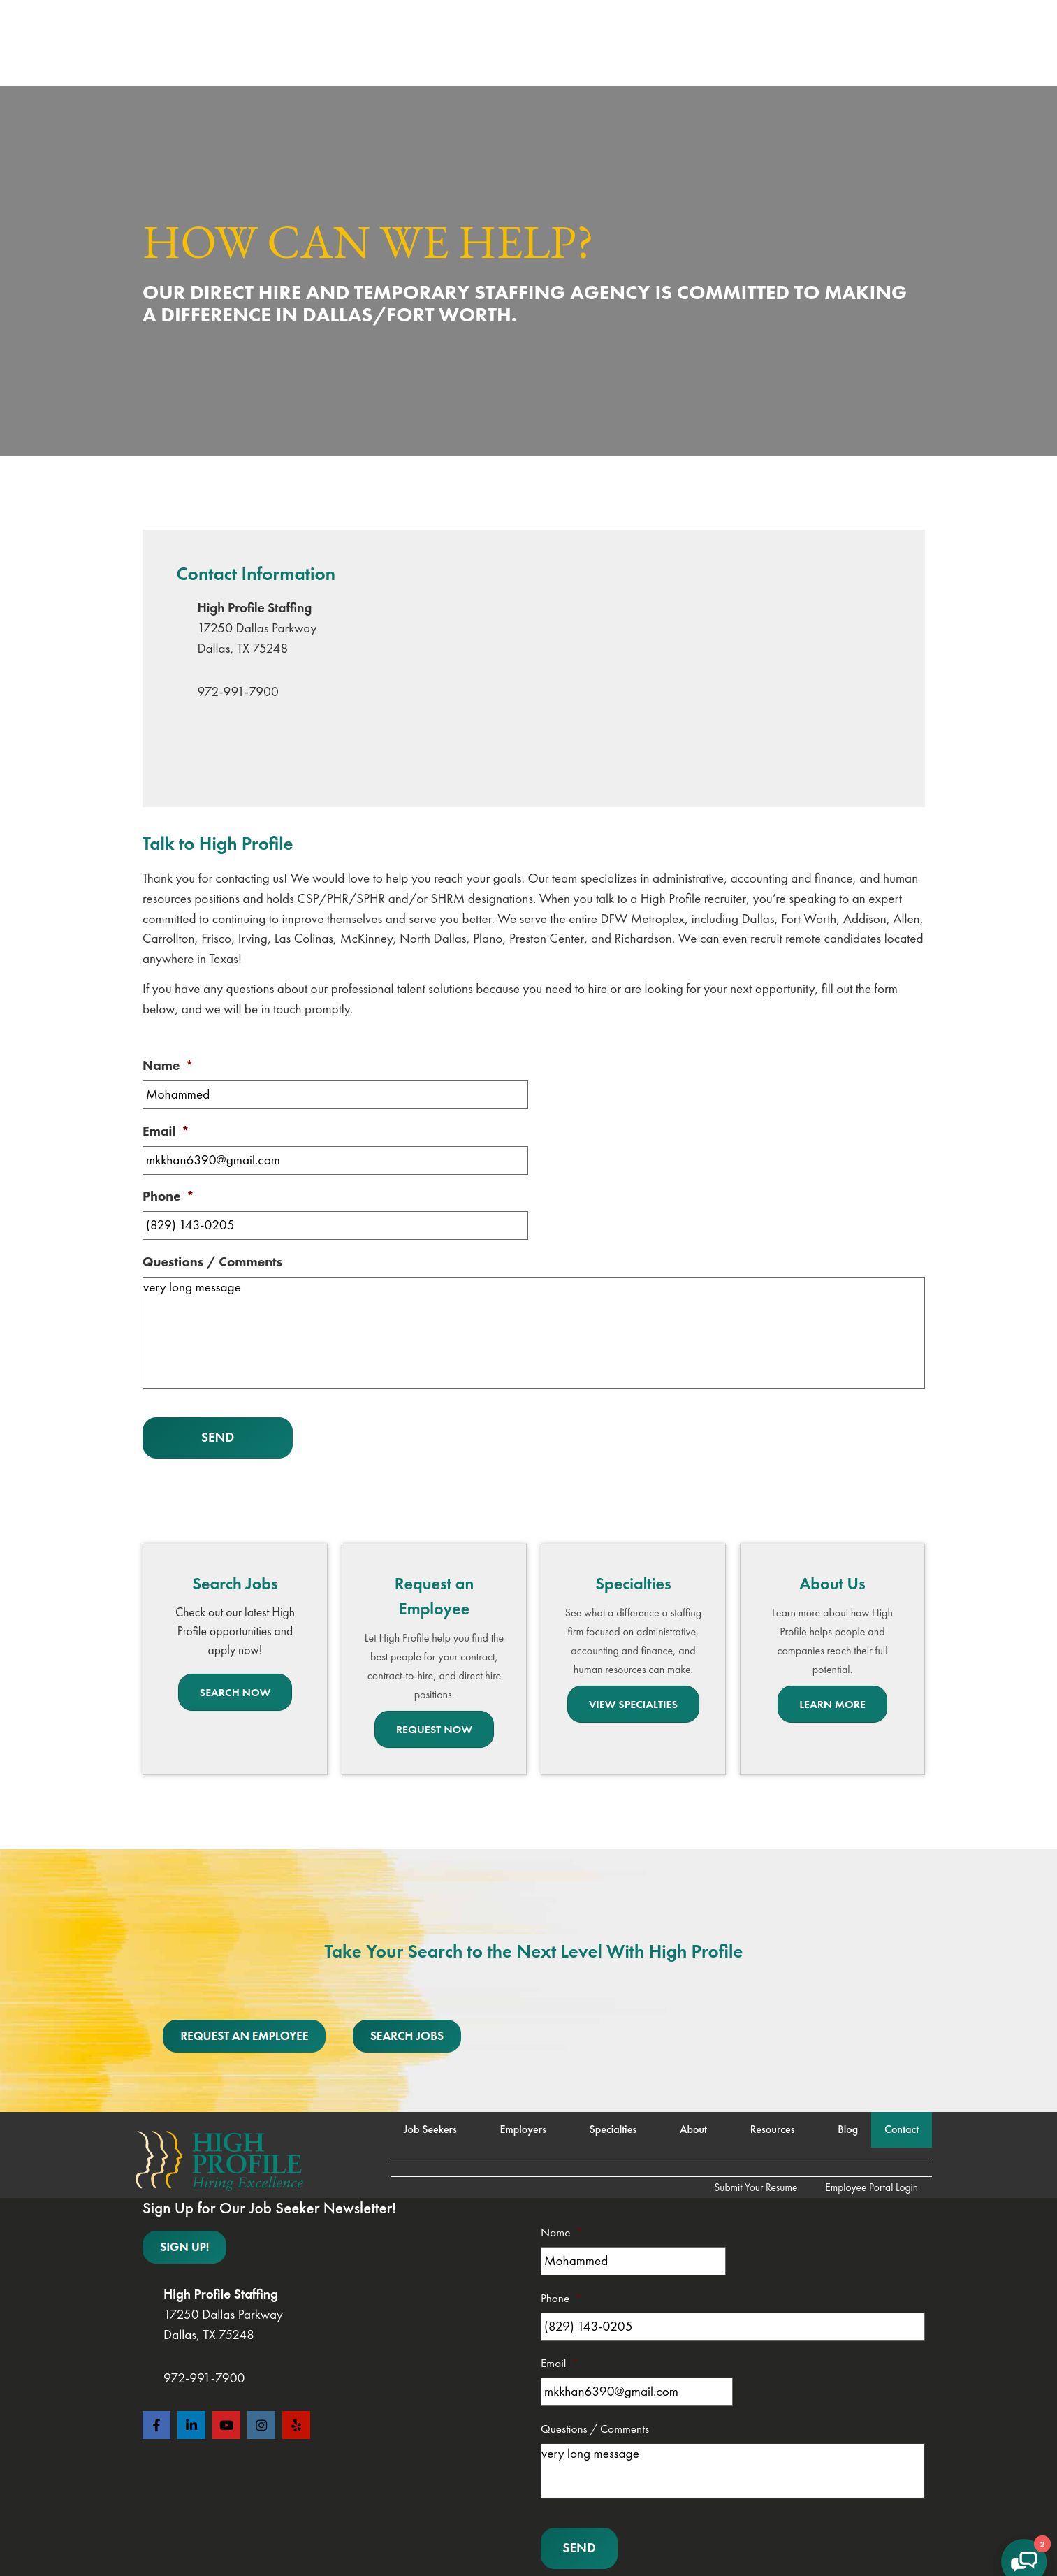 HOW CAN WE HELP?
OUR DIRECT HIRE AND TEMPORARY STAFFING AGENCY IS COMMITTED TO MAKING
A DIFFERENCE IN DALLAS/FORT WORTH.
Contact Information
High Profile Staffing
17250 Dallas Parkway
Dallas, TX 75248
972-991-7900
Talk to High Profile
Thank you for contacting us! We would love to help you reach your goals. Our team specializes in administrative, accounting and finance, and human
resources positions and holds CSP/PHR/SPHR and/or SHRM designations. When you talk to a High Profile recruiter, you're speaking to an expert
committed to continuing to improve themselves and serve you better. We serve the entire DFW Metroplex, including Dallas, Fort Worth, Addison, Allen,
Carrollton, Frisco, Irving, Las Colinas, McKinney, North Dallas, Plano, Preston Center, and Richardson. We can even recruit remote candidates located
anywhere in Texas!
If you have any questions about our professional talent solutions because you need to hire or are looking for your next opportunity, fill out the form
below, and we will be in touch promptly.
Name *
Mohammed
Email *
mkkhan6390@gmail.com
Phone *
(829) 143-0205
Questions / Comments
very long message
SEND
Search Jobs
Check out our latest High
Profile opportunities and
apply now!
SEARCH NOW
Request an
Employee
Let High Profile help you find the
best people for your contract,
contract-to-hire, and direct hire
positions.
REQUEST NOW
Specialties
See what a difference a staffing
firm focused on administrative,
accounting and finance, and
human resources can make.
VIEW SPECIALTIES
About Us
Learn more about how High
Profile helps people and
companies reach their full
potential.
LEARN MORE
Take Your Search to the Next Level With High Profile
REQUEST AN EMPLOYEE SEARCH JOBS
HIGH
PROFILE
Hiring Excellence
Job Seekers Employers Specialties About Resources Blog Contact
Submit Your Resume Employee Portal Login
Sign Up for Our Job Seeker Newsletter!
SIGN UP!
High Profile Staffing
17250 Dallas Parkway
Dallas, TX 75248
972-991-7900
Name
Mohammed
Phone
(829) 143-0205
Email
mkkhan6390@gmail.com
Questions / Comments
very long message
SEND
2